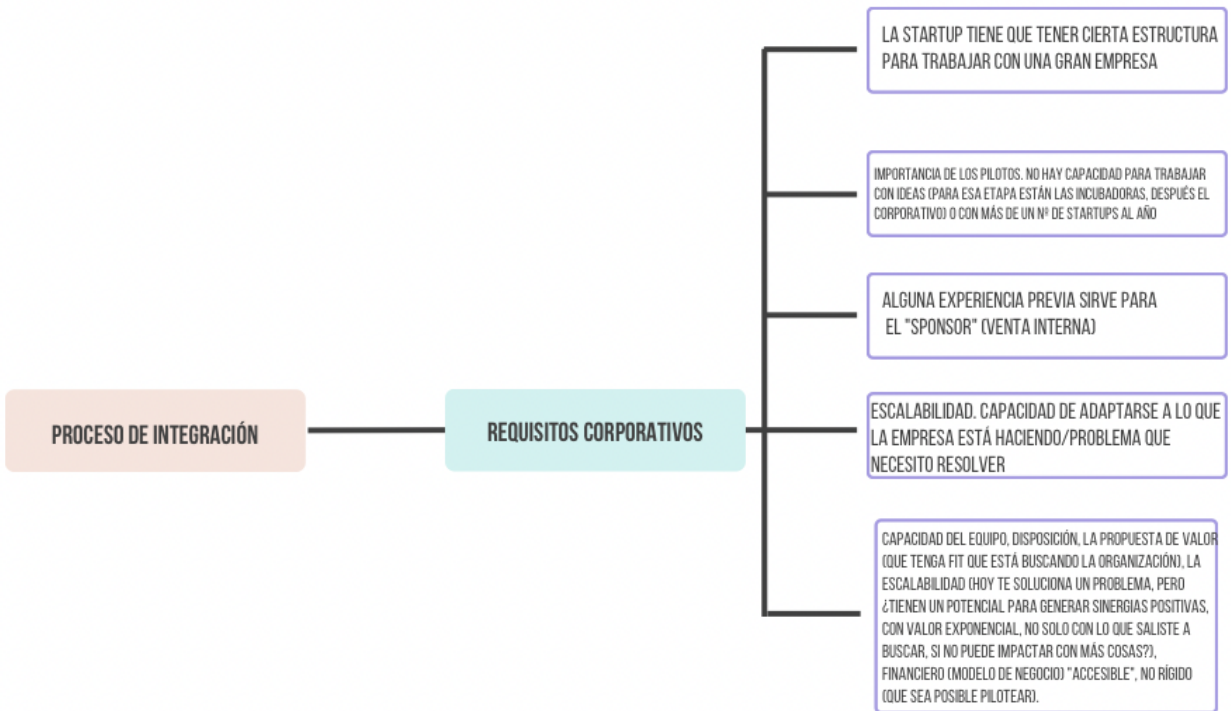 LA STARTUP TIENE QUE TENER CIERTA ESTRUCTURA
PARA TRABAJAR CON UNA GRAN EMPRESA
IMPORTANCIA DE LOS PILOTOS. NO HAY CAPACIDAD PARA TRABAJAR
CON IDEAS (PARA ESA ETAPA ESTÁN LAS INCUBADORAS, DESPUÉS EL
CORPORATIVO) O CON MÁS DE UN Nº DE STARTUPS AL AÑO
ALGUNA EXPERIENCIA PREVIA SIRVE PARA
EL "SPONSOR" (VENTA INTERNA)
PROCESO DE INTEGRACIÓN
REQUISITOS CORPORATIVOS
ESCALABILIDAD. CAPACIDAD DE ADAPTARSE A LO QUE
LA EMPRESA ESTÁ HACIENDO/PROBLEMA QUE
NECESITO RESOLVER
CAPACIDAD DEL EQUIPO, DISPOSICIÓN, LA PROPUESTA DE VALOR
(QUE TENGA FIT QUE ESTÁ BUSCANDO LA ORGANIZACIÓN), LA
ESCALABILIDAD (HOY TE SOLUCIONA UN PROBLEMA, PERO
¿TIENEN UN POTENCIAL PARA GENERAR SINERGIAS POSITIVAS,
CON VALOR EXPONENCIAL, NO SOLO CON LO QUE SALISTE A
BUSCAR, SI NO PUEDE IMPACTAR CON MÁS COSAS?),
FINANCIERO (MODELO DE NEGOCIO) "ACCESIBLE", NO RÍGIDO
(QUE SEA POSIBLE PILOTEAR).